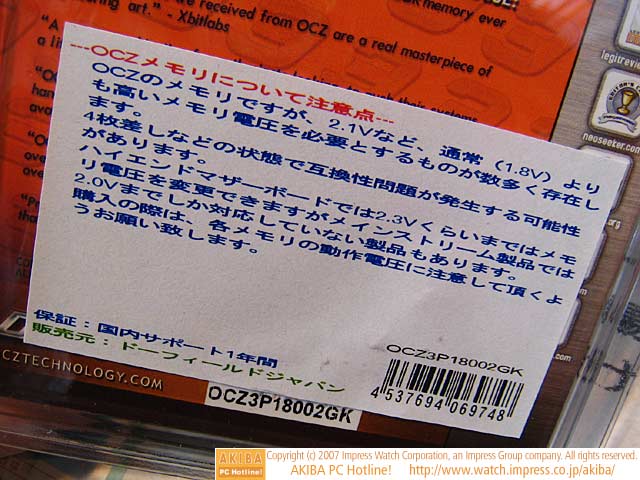 ering art." - Xbitlabs
we received from OCZ are a real masterpiece of
memory ever
"A
a lit
legitrevie
neoseeker.com
.org
.com
---OCZメモリについて注意点---
OCZのメモリですが、2.1Vなど、通常（1.8V）より
も高いメモリ電圧を必要とするものが数多く存在し
ます。
4枚差しなどの状態で互換性問題が発生する可能性
があります。
ハイエンドマザーボードでは2.3Vくらいまではメモ
リ電圧を変更できますがメインストリーム製品では
2.0Vまでしか対応していない製品もあります。
購入の際は、各メモリの動作電圧に注意して頂くよ
うお願い致します。
保証：国内サポート1年間
販売元：ドーフィールドジャパン
OCZ3P18002GK
4 537694 069748
CZTECHNOLOGY.COM
OCZ3P18002GK
AKIBA
PC Hotline!
Copyright (c) 2007 Impress Watch Corporation, an Impress Group company. All rights reserved.
AKIBA PC Hotline! http://www.watch.impress.co.jp/akiba/